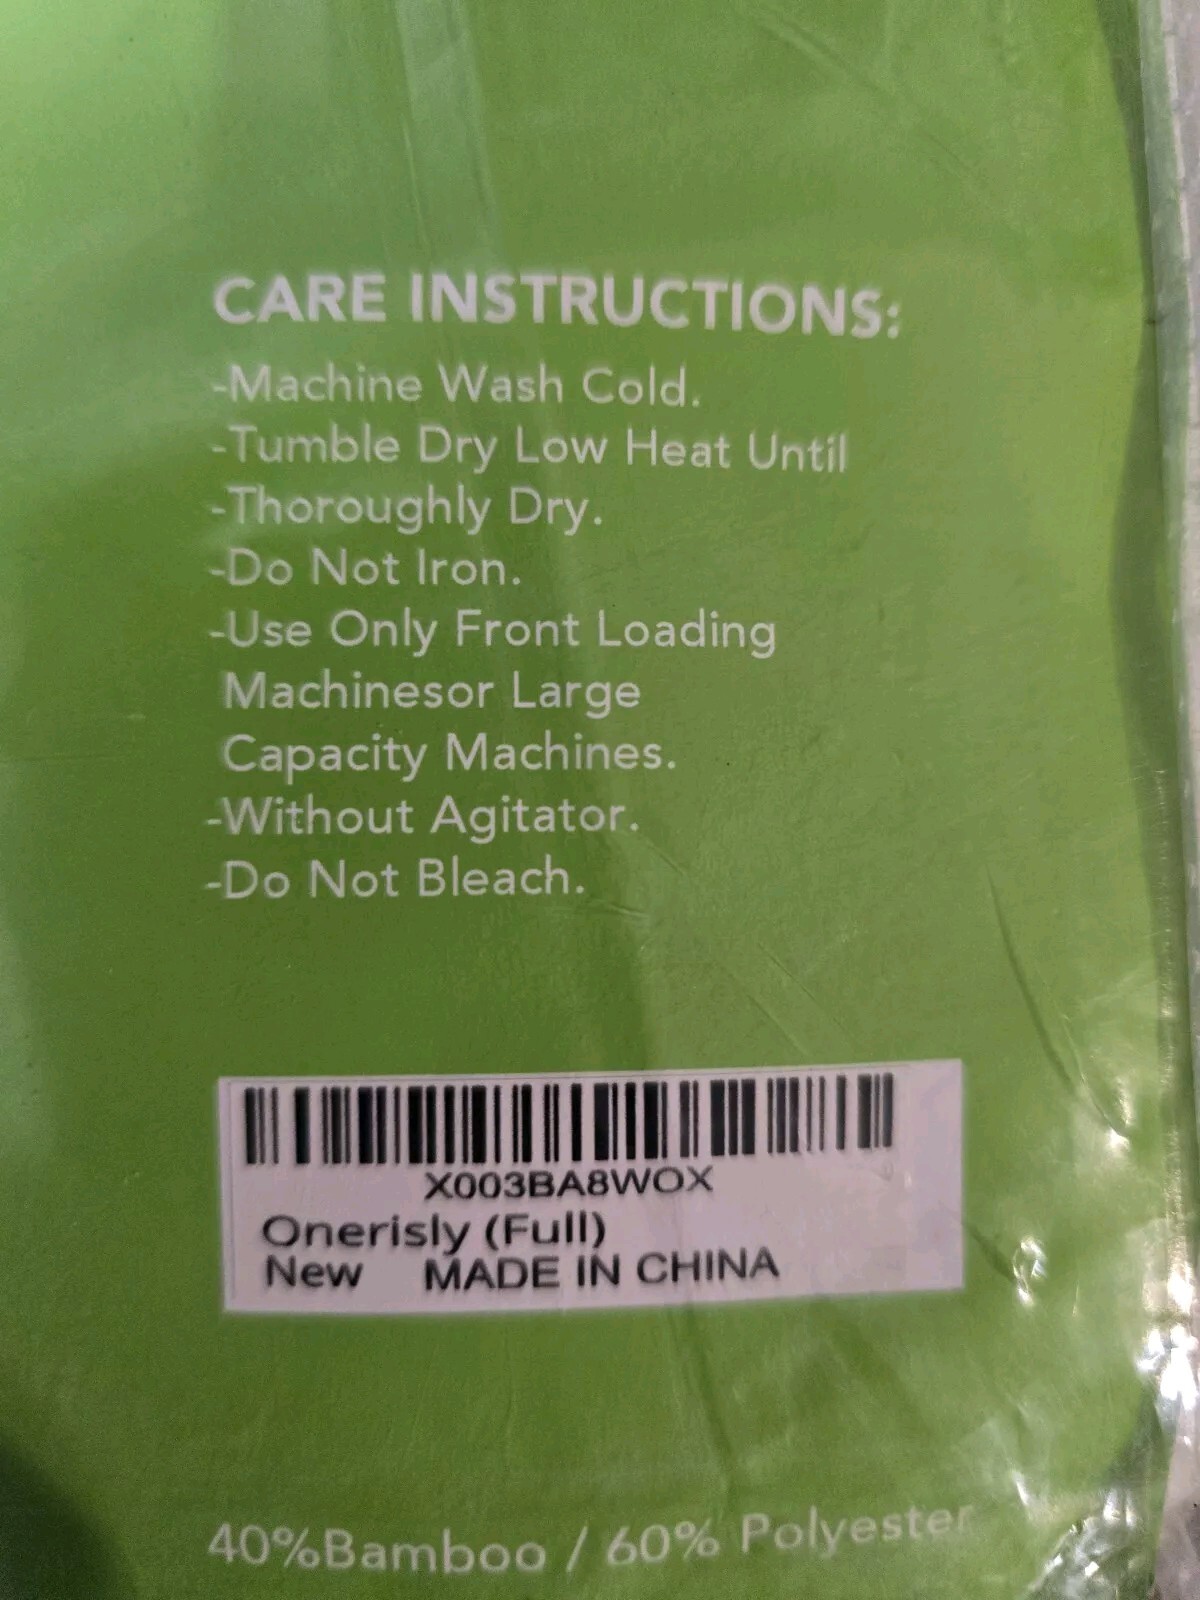 CARE INSTRUCTIONS:
-Machine Wash Cold.
-Tumble Dry Low Heat Until
-Thoroughly Dry.
-Do Not Iron.
-Use Only Front Loading
Machinesor Large
Capacity Machines.
-Without Agitator.
-Do Not Bleach.
X003BA8WOX
Onerisly (Full)
New MADE IN CHINA
40%Bamboo / 60% Polyester